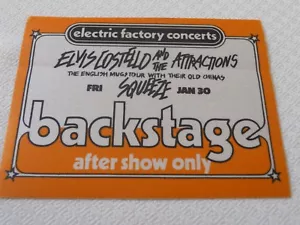 electric factory concerts
ELVIS COSTELLO AND THE ATTRACTIONS
THE ENGLISH MUGS TOUR WITH THEIR OLD CHINAS
FRI SQUEEZE JAN 30
backstage
after show only